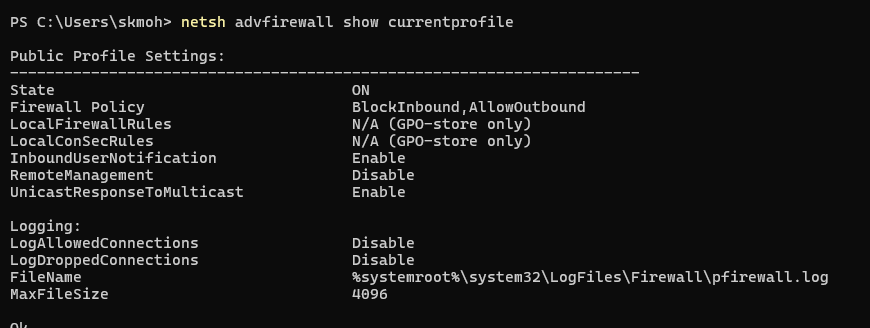 PS C:\Users\skmoh> netsh advfirewall show currentprofile
Public Profile Settings:
----------------------------------------------------------------------
State ON
Firewall Policy BlockInbound,AllowOutbound
LocalFirewallRules N/A (GPO-store only)
LocalConSecRules N/A (GPO-store only)
InboundUserNotification Enable
RemoteManagement Disable
UnicastResponseToMulticast Enable
Logging:
LogAllowedConnections Disable
LogDroppedConnections Disable
FileName %systemroot%\system32\LogFiles\Firewall\pfirewall.log
MaxFileSize 4096
Ok